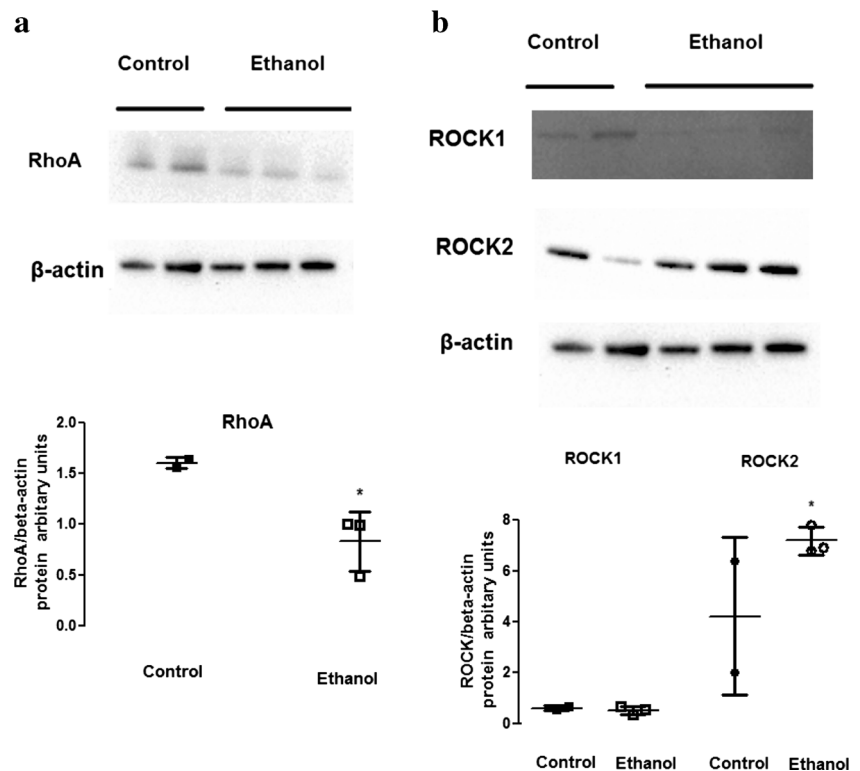 a
Control Ethanol
RhoA
β-actin
RhoA
RhoA/beta-actin
protein arbitary units
2.0
1.5
1.0
0.5
0.0
*
Control
Ethanol
b
Control Ethanol
ROCK1
ROCK2
β-actin
ROCK1 ROCK2
ROCK/beta-actin
protein arbitary units
8
6
4
2
0
*
Control Ethanol Control Ethanol